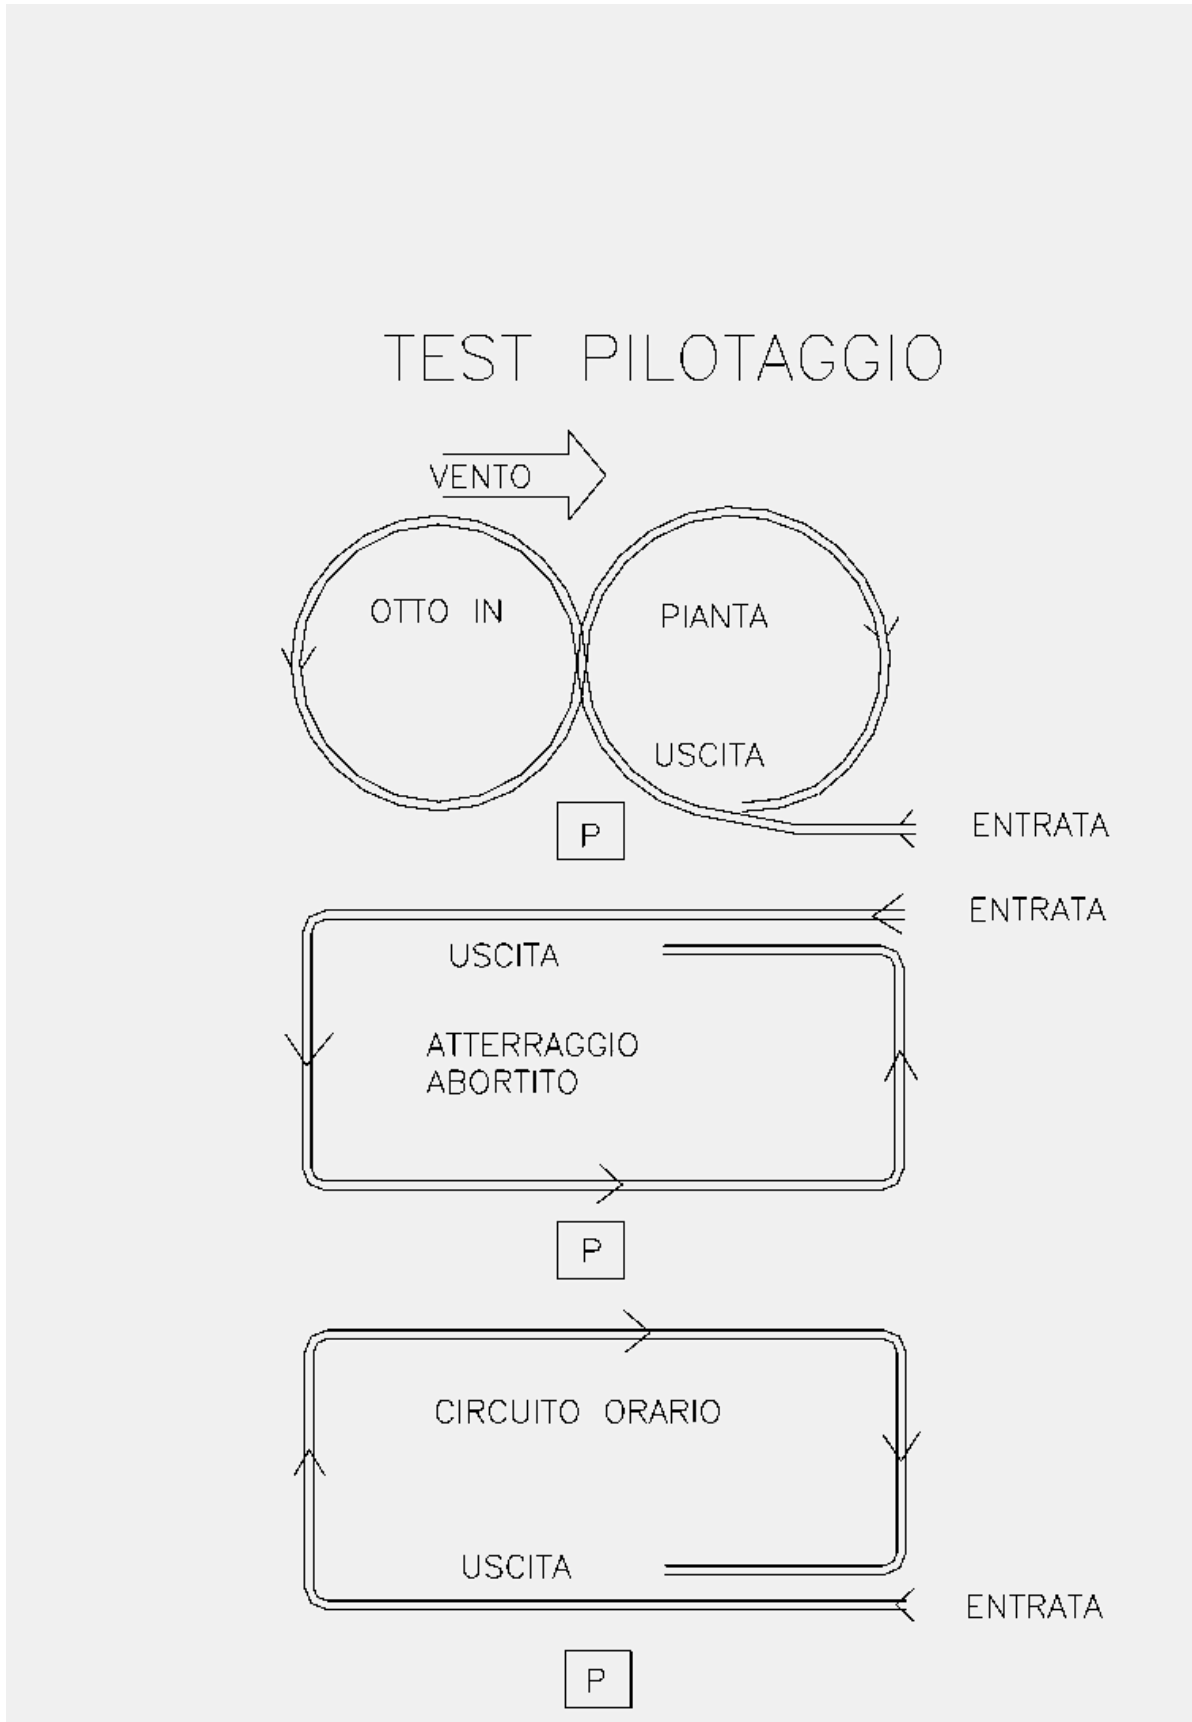 TEST PILOTAGGIO
VENTO
OTTO IN PIANTA
USCITA
P
ENTRATA
ENTRATA
USCITA
ATTERRAGGIO
ABORTITO
P
CIRCUITO ORARIO
USCITA
ENTRATA
P